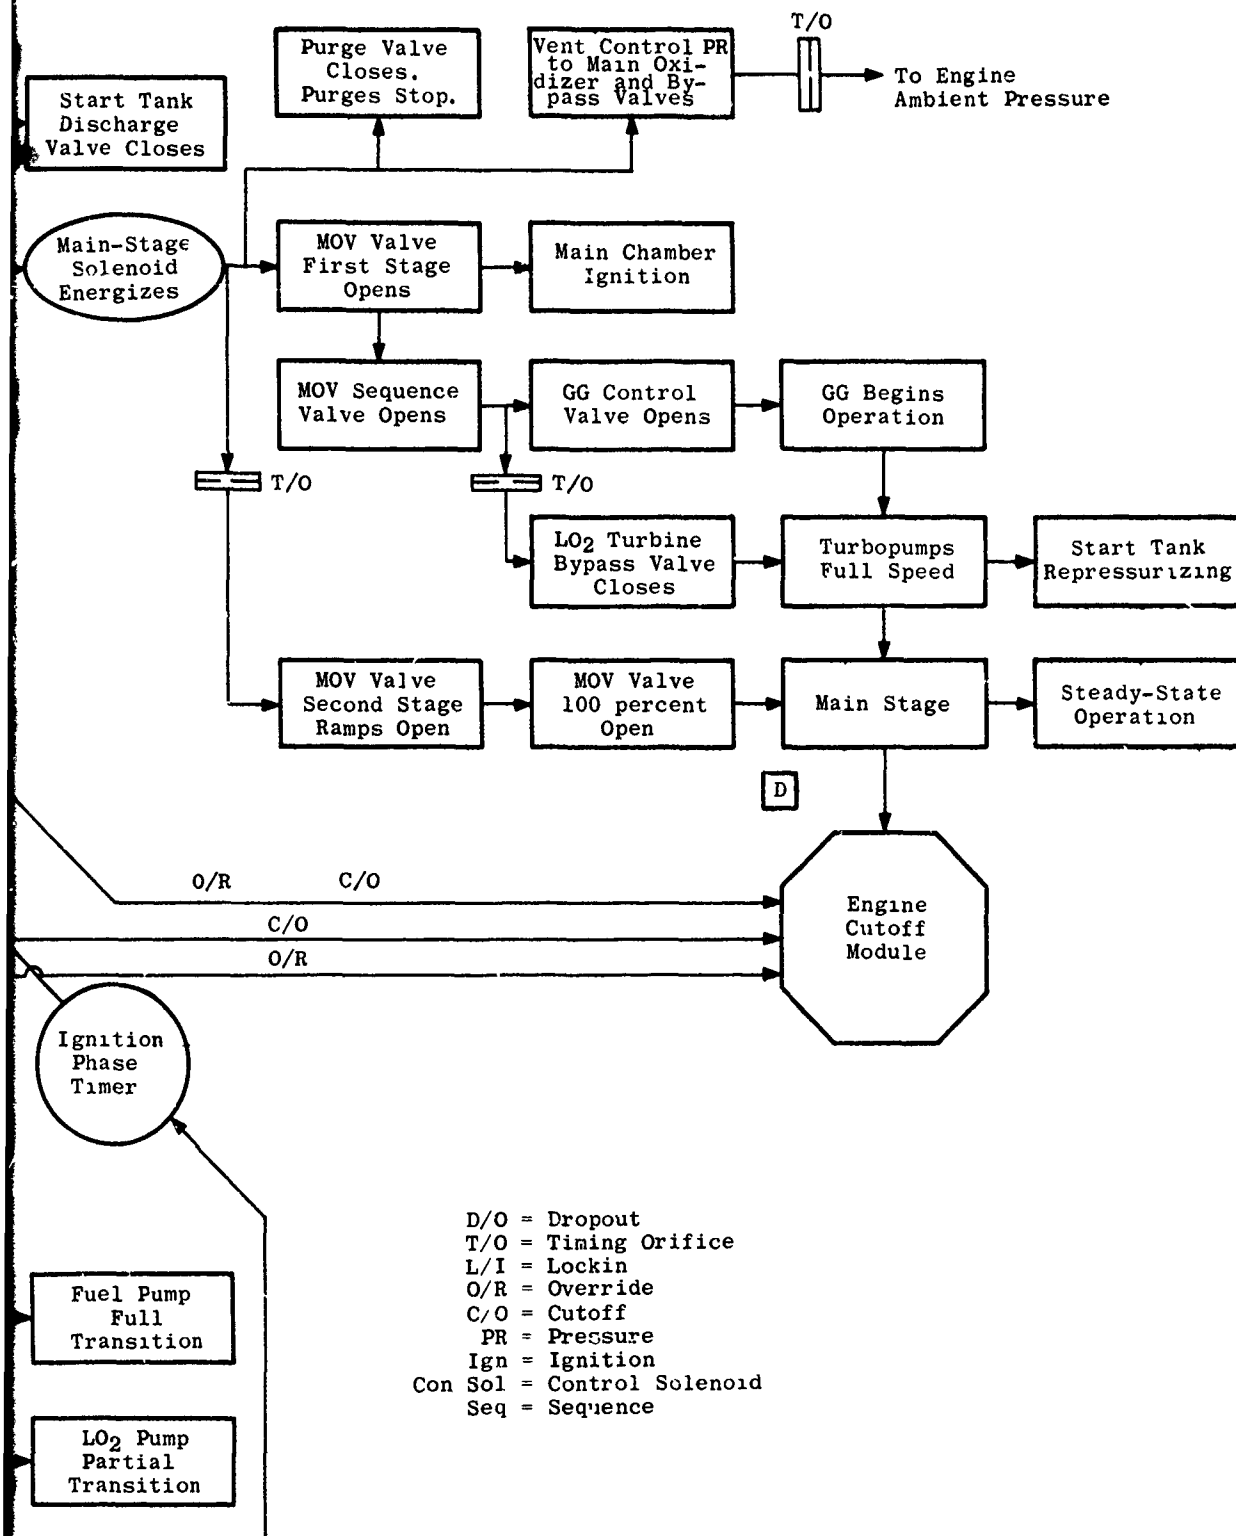 T/O
Purge Valve
Closes.
Purges Stop.
Vent Control PR
to Main Oxi-
dizer and By-
pass Valves
To Engine
Ambient Pressure
Start Tank
Discharge
Valve Closes
Main-Stage
Solenoid
Energizes
MOV Valve
First Stage
Opens
Main Chamber
Ignition
MOV Sequence
Valve Opens
GG Control
Valve Opens
GG Begins
Operation
T/O
T/O
LO2 Turbine
Bypass Valve
Closes
Turbopumps
Full Speed
Start Tank
Repressurizing
MOV Valve
Second Stage
Ramps Open
MOV Valve
100 percent
Open
Main Stage
Steady-State
Operation
D
O/R C/O
C/O
O/R
Engine
Cutoff
Module
Ignition
Phase
Timer
D/O = Dropout
T/O = Timing Orifice
L/I = Lockin
O/R = Override
C/O = Cutoff
PR = Pressure
Ign = Ignition
Con Sol = Control Solenoid
Seq = Sequence
Fuel Pump
Full
Transition
LO2 Pump
Partial
Transition